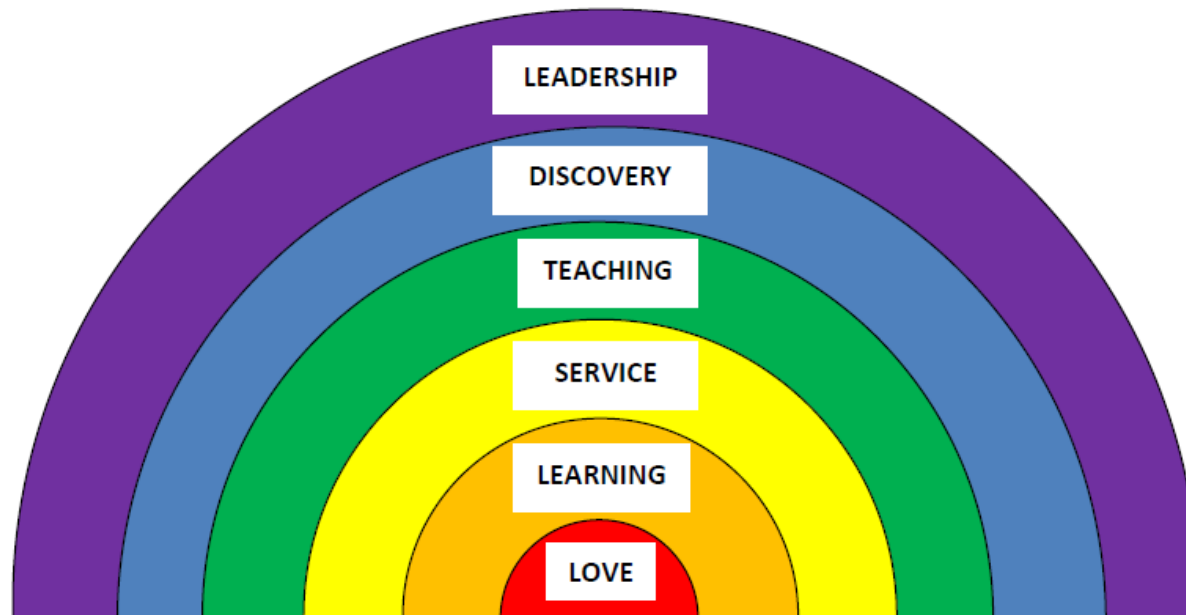 LEADERSHIP
DISCOVERY
TEACHING
SERVICE
LEARNING
LOVE